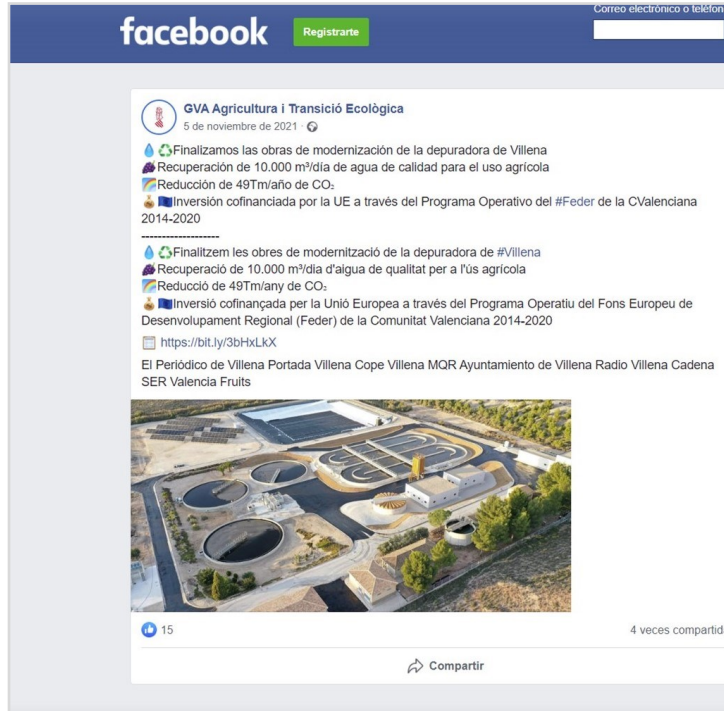 Correo electrónico o teléfon
facebook
Registrarte
GVA Agricultura i Transició Ecològica
5 de noviembre de 2021 ·
💧♻️Finalizamos las obras de modernización de la depuradora de Villena
🍇Recuperación de 10.000 m³/día de agua de calidad para el uso agrícola
🌈Reducción de 49Tm/año de CO₂
💰🇪🇺Inversión cofinanciada por la UE a través del Programa Operativo del #Feder de la CValenciana
2014-2020
-------------------
💧♻️Finalitzem les obres de modernització de la depuradora de #Villena
🍇Recuperació de 10.000 m³/dia d'aigua de qualitat per a l'ús agrícola
🌈Reducció de 49Tm/any de CO₂
💰🇪🇺Inversió cofinançada per la Unió Europea a través del Programa Operatiu del Fons Europeu de
Desenvolupament Regional (Feder) de la Comunitat Valenciana 2014-2020
📋 https://bit.ly/3bHxLkX
El Periódico de Villena Portada Villena Cope Villena MQR Ayuntamiento de Villena Radio Villena Cadena
SER Valencia Fruits
15
4 veces compartid
Compartir